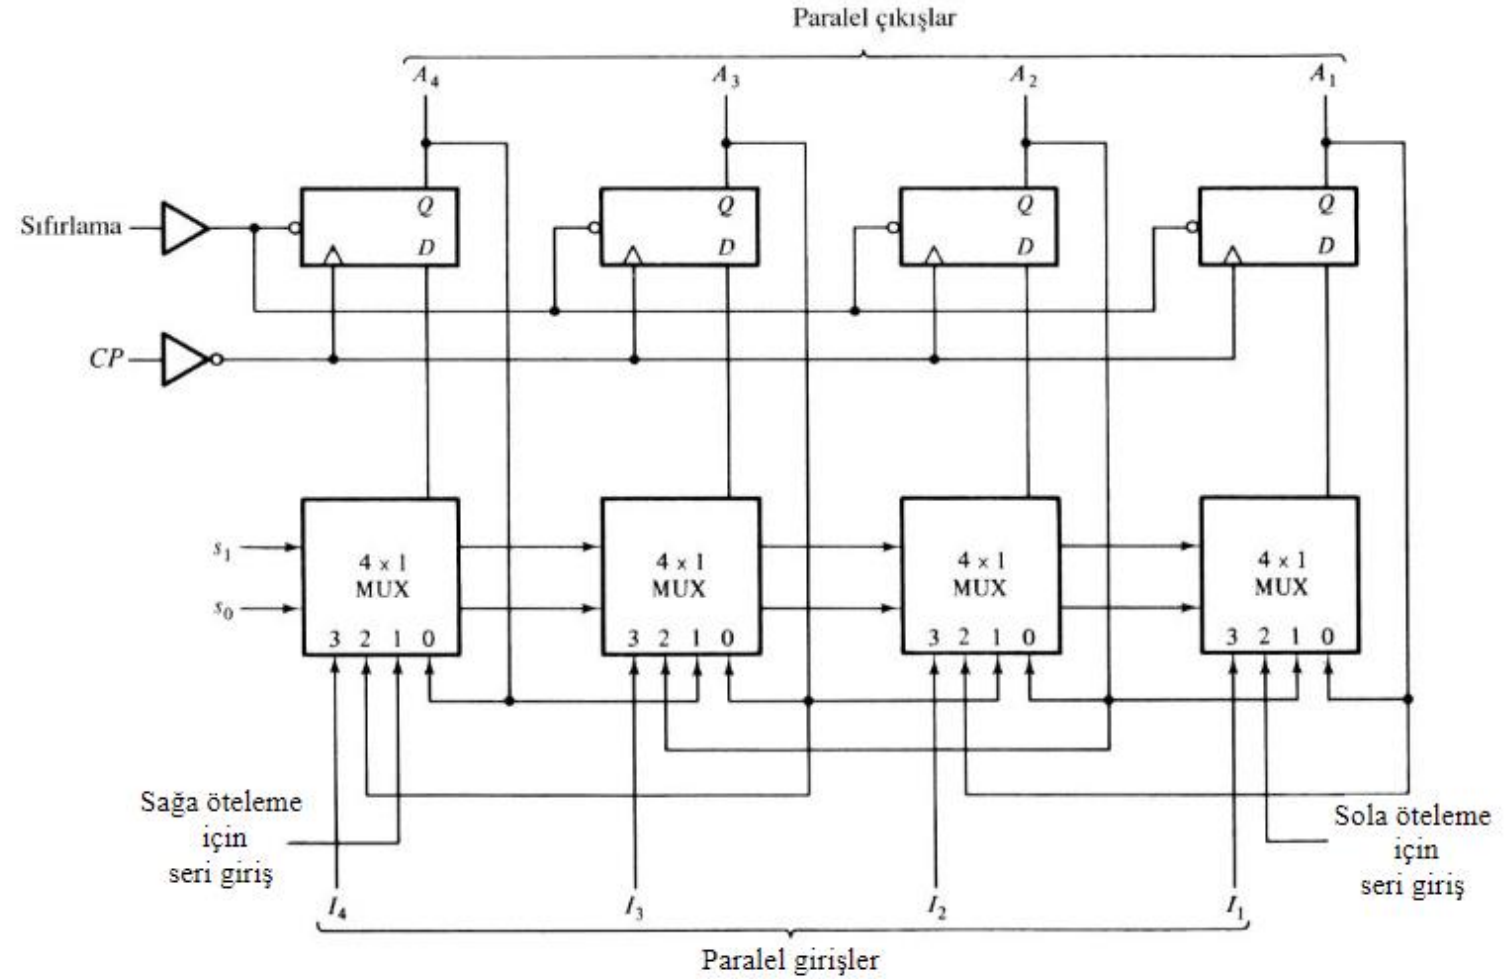 Paralel çıkışlar
A4 A3 A2 A1
Q Q Q Q
Sıfırlama
D D D D
CP
s1
4 × 1 4 × 1 4 × 1 4 × 1
MUX MUX MUX MUX
s0
3 2 1 0 3 2 1 0 3 2 1 0 3 2 1 0
Sağa öteleme
için
seri giriş
Sola öteleme
için
seri giriş
I4 I3 I2 I1
Paralel girişler